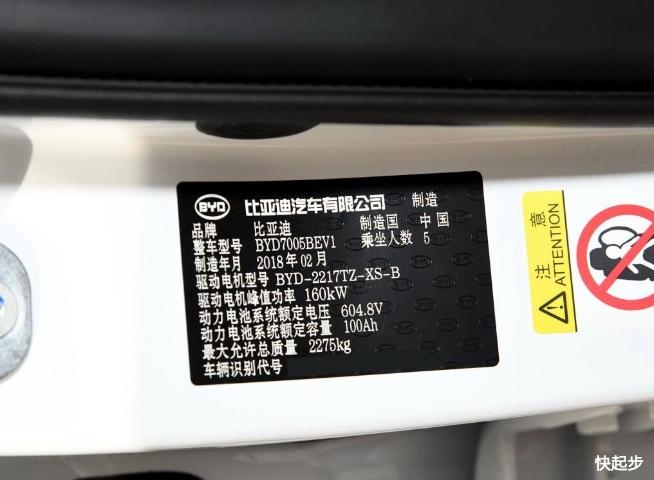 BYD 比亚迪汽车有限公司 制造
品牌 比亚迪 制造国 中国
整车型号 BYD7005BEV1 乘坐人数 5
制造年月 2018年02月
驱动电机型号 BYD-2217TZ-XS-B
驱动电机峰值功率 160kW
动力电池系统额定电压 604.8V
动力电池系统额定容量 100Ah
最大允许总质量 2275kg
车辆识别代号
注意
ATTENTION
快起步